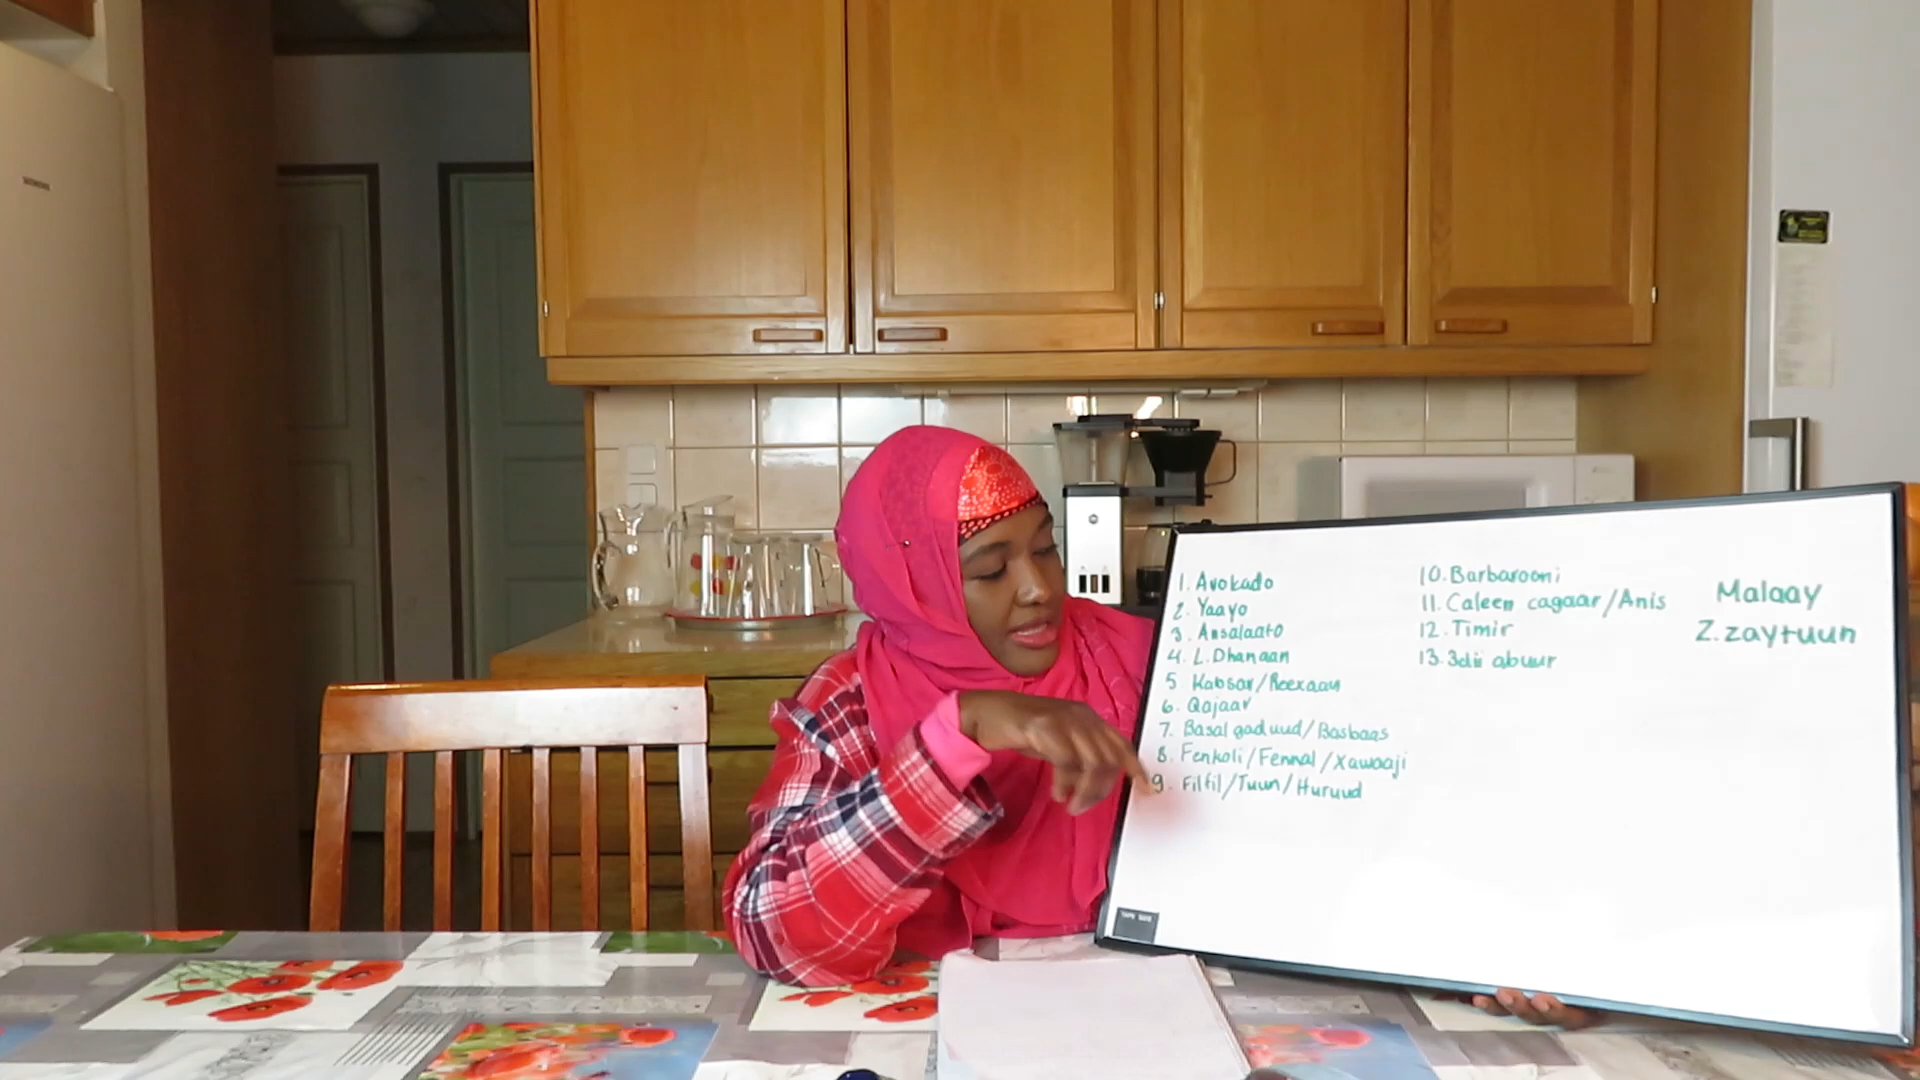 1. Avokado
2. Yaayo
3. Ansalaato
4. L. Dhanaan
5 Kabsar/Reexaan
6. Qajaar
7. Basal gaduud/Basbaas
8. Fenkoli/Fennal/Xawaaji
9. Filfil/Tuun/Huruud
10. Barbarooni
11. Caleen cagaar/Anis
12. Timir
13. 3dii abuur
Malaay
Z. zaytuun